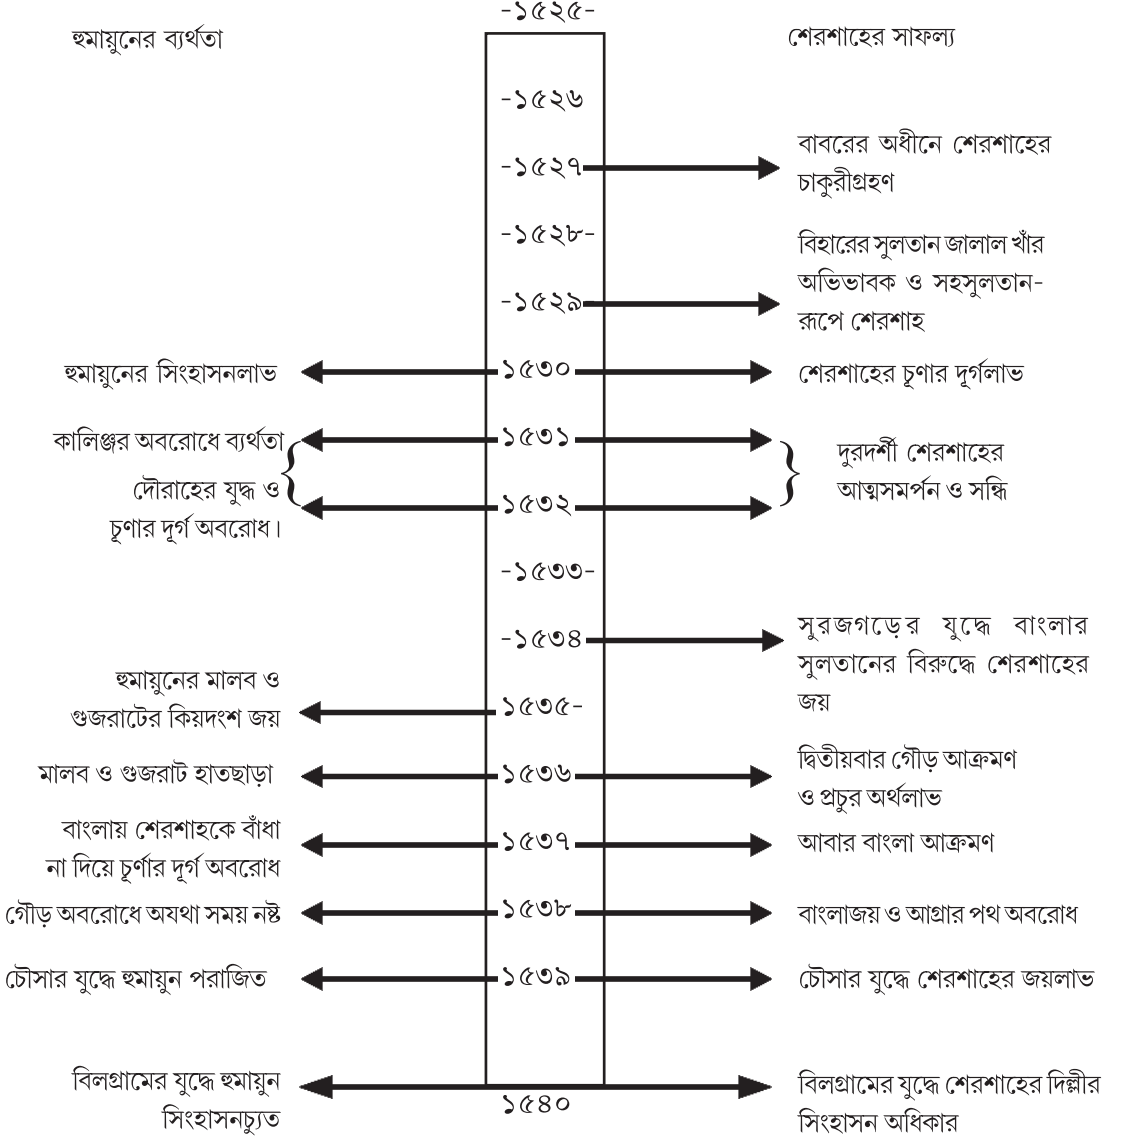 -১৫২৫-
হুমায়ুনের ব্যর্থতা
শেরশাহের সাফল্য
-১৫২৬
-১৫২৭
বাবরের অধীনে শেরশাহের
চাকুরীগ্রহণ
-১৫২৮-
বিহারের সুলতান জালাল খাঁর
অভিভাবক ও সহসুলতান-
রূপে শেরশাহ
-১৫২৯
হুমায়ুনের সিংহাসনলাভ
১৫৩০
শেরশাহের চূণার দূর্গলাভ
কালিঞ্জর অবরোধে ব্যর্থতা
১৫৩১
দৌরাহের যুদ্ধ ও
চূণার দূর্গ অবরোধ।
১৫৩২
দুরদর্শী শেরশাহের
আত্মসমর্পন ও সন্ধি
-১৫৩৩-
-১৫৩৪
সুরজগড়ের যুদ্ধে বাংলার
সুলতানের বিরুদ্ধে শেরশাহের
জয়
হুমায়ুনের মালব ও
গুজরাটের কিয়দংশ জয়
১৫৩৫-
মালব ও গুজরাট হাতছাড়া
১৫৩৬
দ্বিতীয়বার গৌড় আক্রমণ
ও প্রচুর অর্থলাভ
বাংলায় শেরশাহকে বাঁধা
না দিয়ে চূর্ণার দূর্গ অবরোধ
১৫৩৭
আবার বাংলা আক্রমণ
গৌড় অবরোধে অযথা সময় নষ্ট
১৫৩৮
বাংলাজয় ও আগ্রার পথ অবরোধ
চৌসার যুদ্ধে হুমায়ুন পরাজিত
১৫৩৯
চৌসার যুদ্ধে শেরশাহের জয়লাভ
বিলগ্রামের যুদ্ধে হুমায়ুন
সিংহাসনচ্যুত
১৫৪০
বিলগ্রামের যুদ্ধে শেরশাহের দিল্লীর
সিংহাসন অধিকার